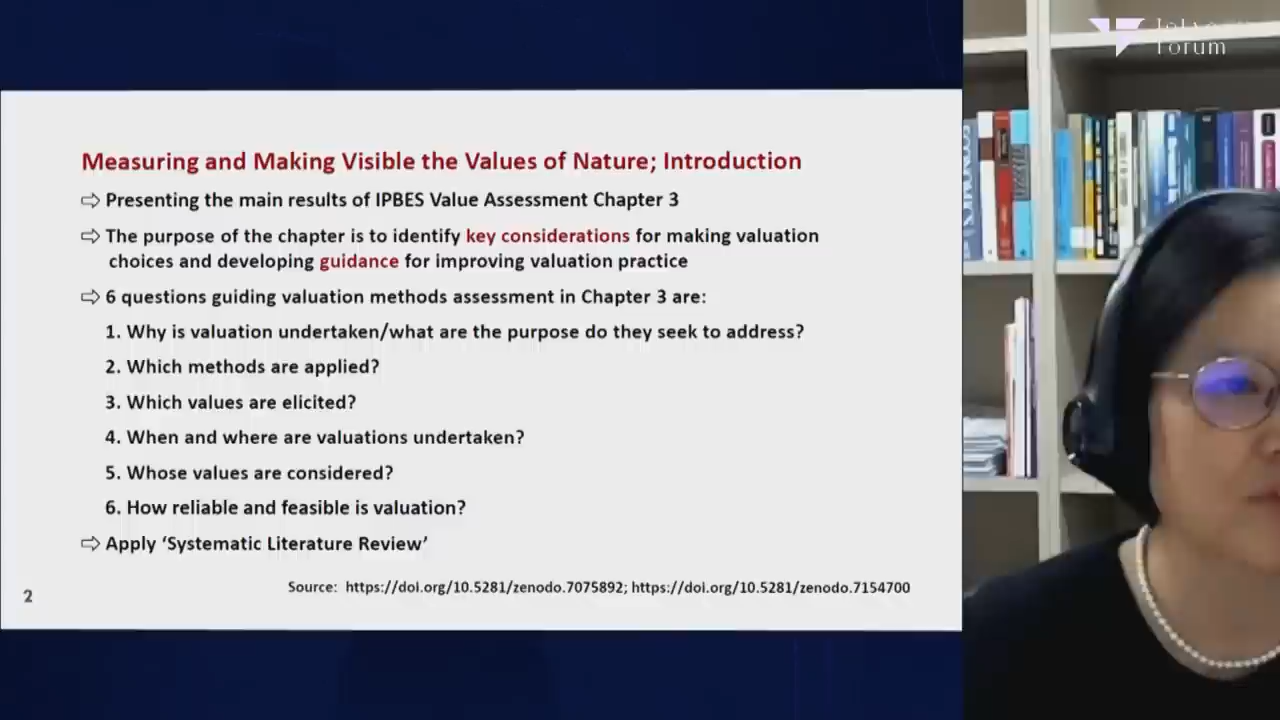 Forum
Measuring and Making Visible the Values of Nature; Introduction
⇨ Presenting the main results of IPBES Value Assessment Chapter 3
⇨ The purpose of the chapter is to identify key considerations for making valuation
choices and developing guidance for improving valuation practice
⇨ 6 questions guiding valuation methods assessment in Chapter 3 are:
1. Why is valuation undertaken/what are the purpose do they seek to address?
2. Which methods are applied?
3. Which values are elicited?
4. When and where are valuations undertaken?
5. Whose values are considered?
6. How reliable and feasible is valuation?
⇨ Apply ‘Systematic Literature Review’
Source: https://doi.org/10.5281/zenodo.7075892; https://doi.org/10.5281/zenodo.7154700
2